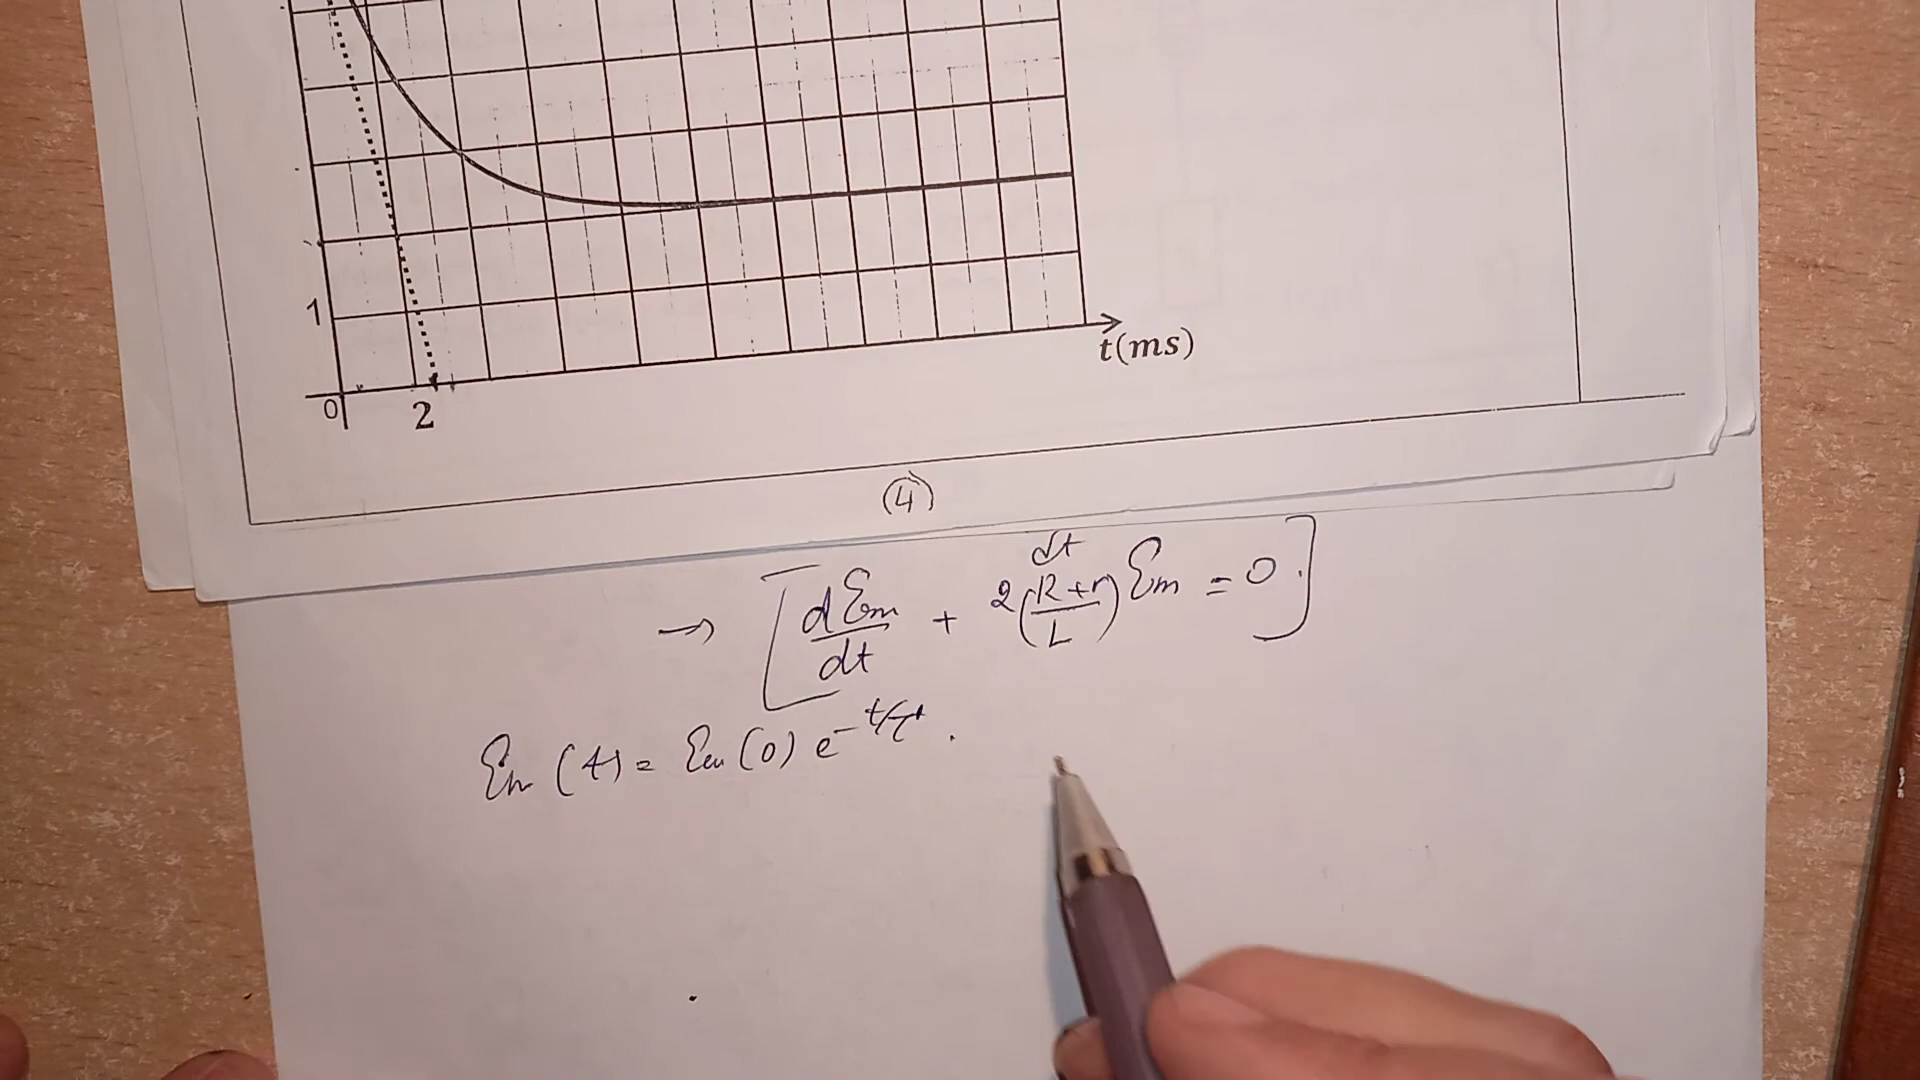 1
0
2
t(ms)
(4)
dt
→ [dℰm/dt + 2(R+r/L) ℰm = 0.]
ℰm (t) = ℰm (0) e^-t/τ' .